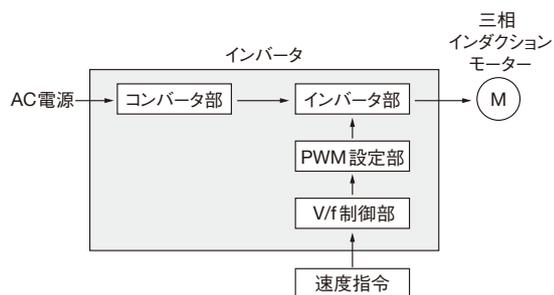 三相
インダクション
モーター
インバータ
AC電源
コンバータ部
インバータ部
M
PWM設定部
V/f制御部
速度指令